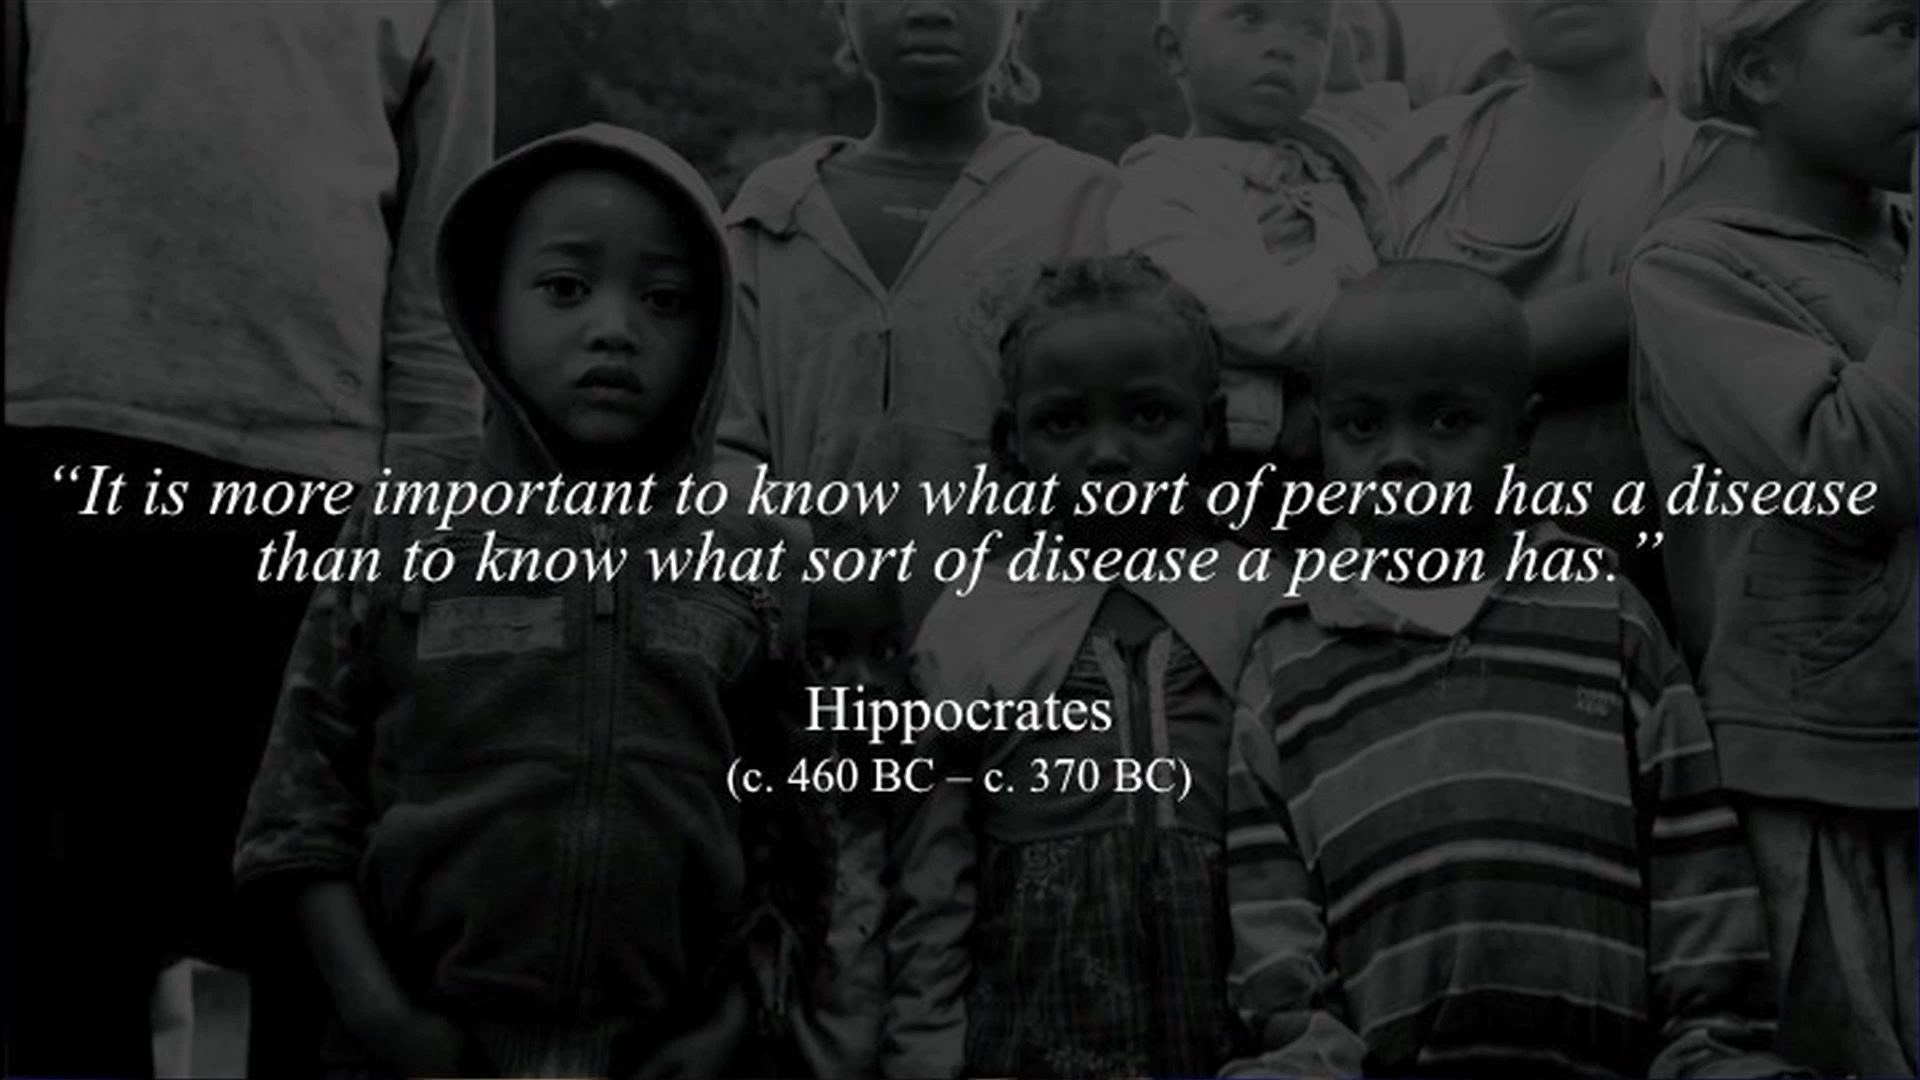 “It is more important to know what sort of person has a disease
than to know what sort of disease a person has.”
Hippocrates
(c. 460 BC – c. 370 BC)